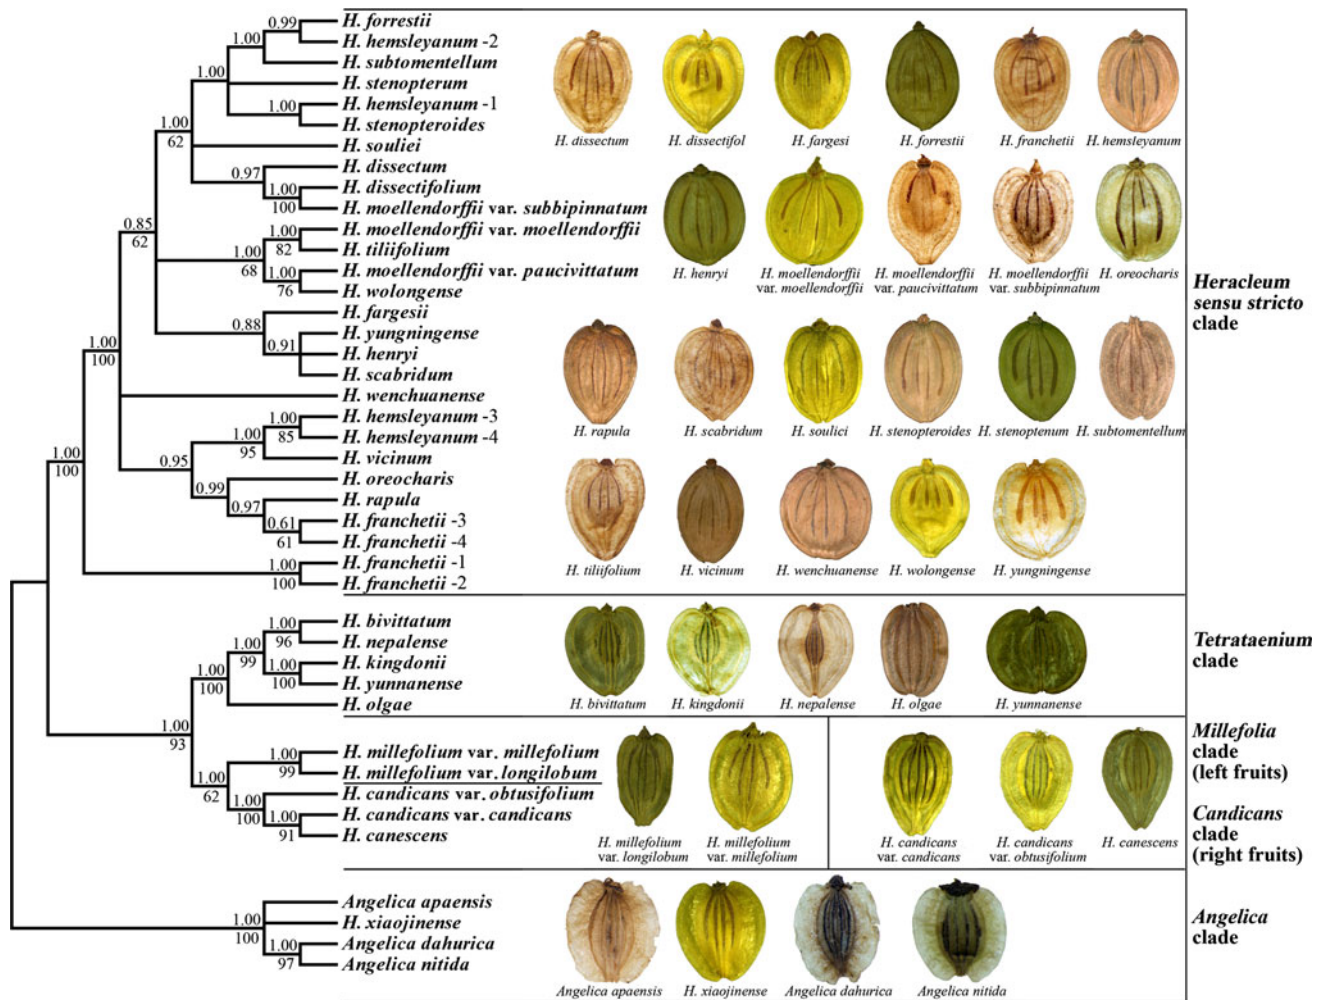 H. forrestii
H. hemsleyanum -2
H. subtomentellum
H. stenopterum
H. hemsleyanum -1
H. stenopteroides
H. souliei
H. dissectum
H. dissectifolium
H. moellendorffii var. subbipinnatum
H. moellendorffii var. moellendorffii
H. tiliifolium
H. moellendorffii var. paucivittatum
H. wolongense
H. fargesii
H. yungningense
H. henryi
H. scabridum
H. wenchuanense
H. hemsleyanum -3
H. hemsleyanum -4
H. vicinum
H. oreocharis
H. rapula
H. franchetii -3
H. franchetii -4
H. franchetii -1
H. franchetii -2
H. bivittatum
H. nepalense
H. kingdonii
H. yunnanense
H. olgae
H. millefolium var. millefolium
H. millefolium var. longilobum
H. candicans var. obtusifolium
H. candicans var. candicans
H. canescens
Angelica apaensis
H. xiaojinense
Angelica dahurica
Angelica nitida
0.99
1.00
1.00
1.00
1.00
62
0.97
1.00
100
0.85
62
1.00
82
1.00
68
1.00
76
0.88
0.91
1.00
100
1.00
85
1.00
95
0.95
0.99
0.97
0.61
61
1.00
100
1.00
100
1.00
96
1.00
99
1.00
100
1.00
100
1.00
93
1.00
99
1.00
62
1.00
100
1.00
91
1.00
100
1.00
97
H. dissectum H. dissectifol H. fargesi H. forrestii H. franchetii H. hemsleyanum
H. henryi H. moellendorffii H. moellendorffii H. moellendorffii H. oreocharis
var. moellendorffii var. paucivittatum var. subbipinnatum
H. rapula H. scabridum H. soulici H. stenopteroides H. stenoptenum H. subtomentellum
H. tiliifolium H. vicinum H. wenchuanense H. wolongense H. yungningense
H. bivittatum H. kingdonii H. nepalense H. olgae H. yunnanense
H. millefolium H. millefolium H. candicans H. candicans H. canescens
var. longilobum var. millefolium var. candicans var. obtusifolium
Angelica apaensis H. xiaojinense Angelica dahurica Angelica nitida
Heracleum
sensu stricto
clade
Tetrataenium
clade
Millefolia
clade
(left fruits)
Candicans
clade
(right fruits)
Angelica
clade